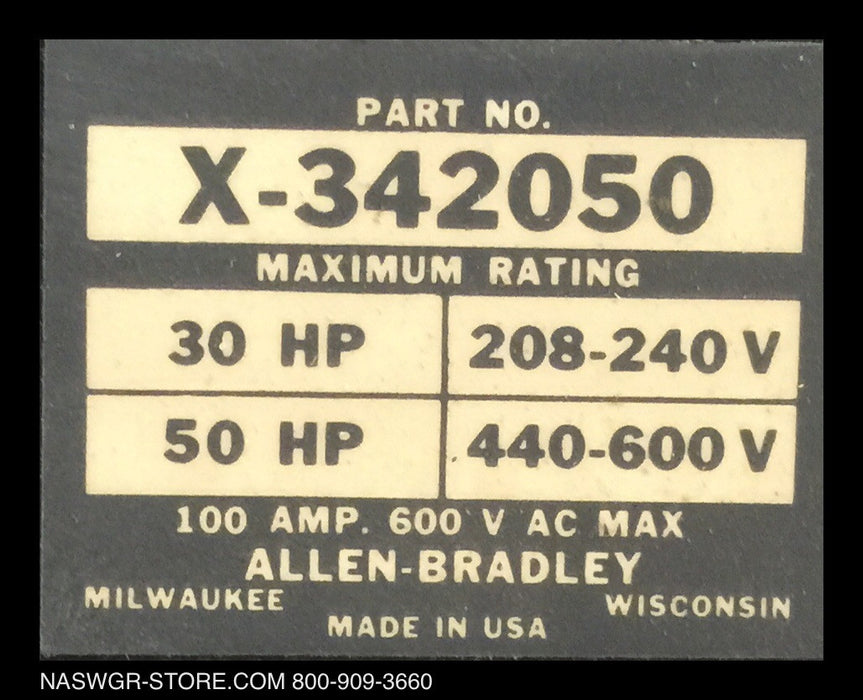 PART NO.
X-342050
MAXIMUM RATING
30 HP 208-240 V
50 HP 440-600 V
100 AMP. 600 V AC MAX
ALLEN-BRADLEY
MILWAUKEE WISCONSIN
MADE IN USA
NASWGR-STORE.COM 800-909-3660